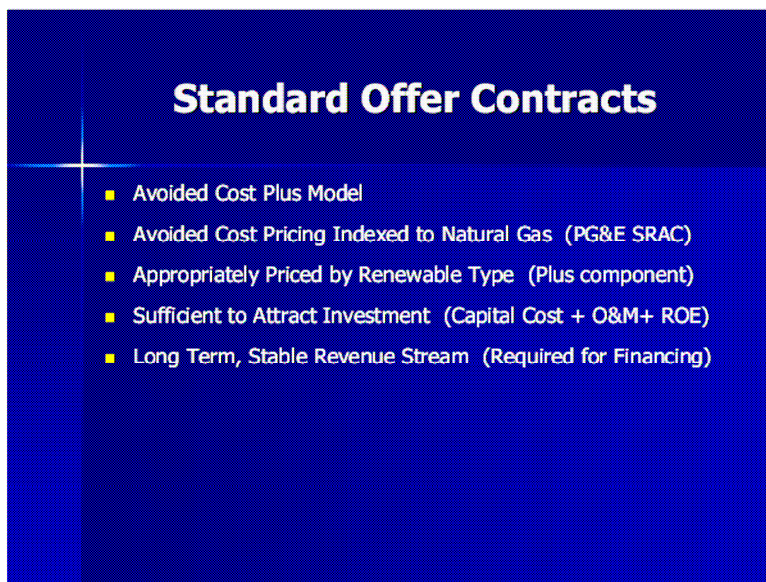 Standard Offer Contracts
Avoided Cost Plus Model
Avoided Cost Pricing Indexed to Natural Gas (PG&E SRAC)
Appropriately Priced by Renewable Type (Plus component)
Sufficient to Attract Investment (Capital Cost + O&M+ ROE)
Long Term, Stable Revenue Stream (Required for Financing)